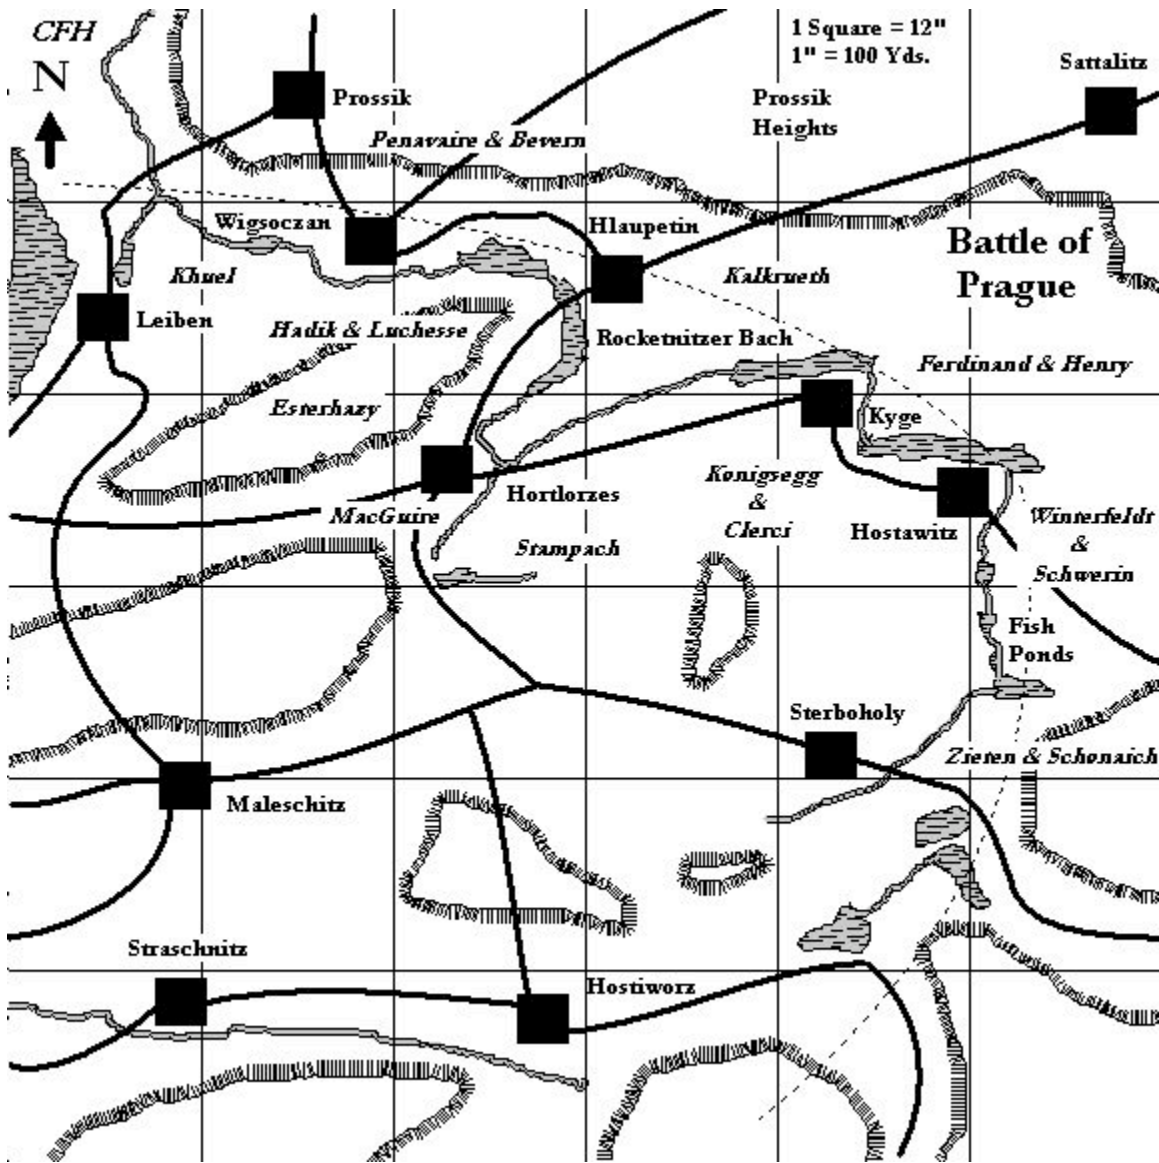 CFH
N
1 Square = 12"
1" = 100 Yds.
Sattalitz
Prossik
Prossik
Heights
Penavaire & Bevern
Wigsoczan
Hlaupetin
Battle of
Prague
Khuel
Kalkrueth
Leiben
Hadik & Luchesse
Rocketnitzer Bach
Ferdinand & Henry
Esterhazy
Kyge
Konigsegg
&
Clerci
Hortlorzes
MacGuire
Hostawitz
Winterfeldt
&
Schwerin
Stampach
Fish
Ponds
Sterboholy
Zieten & Schonaich
Maleschitz
Straschnitz
Hostiworz